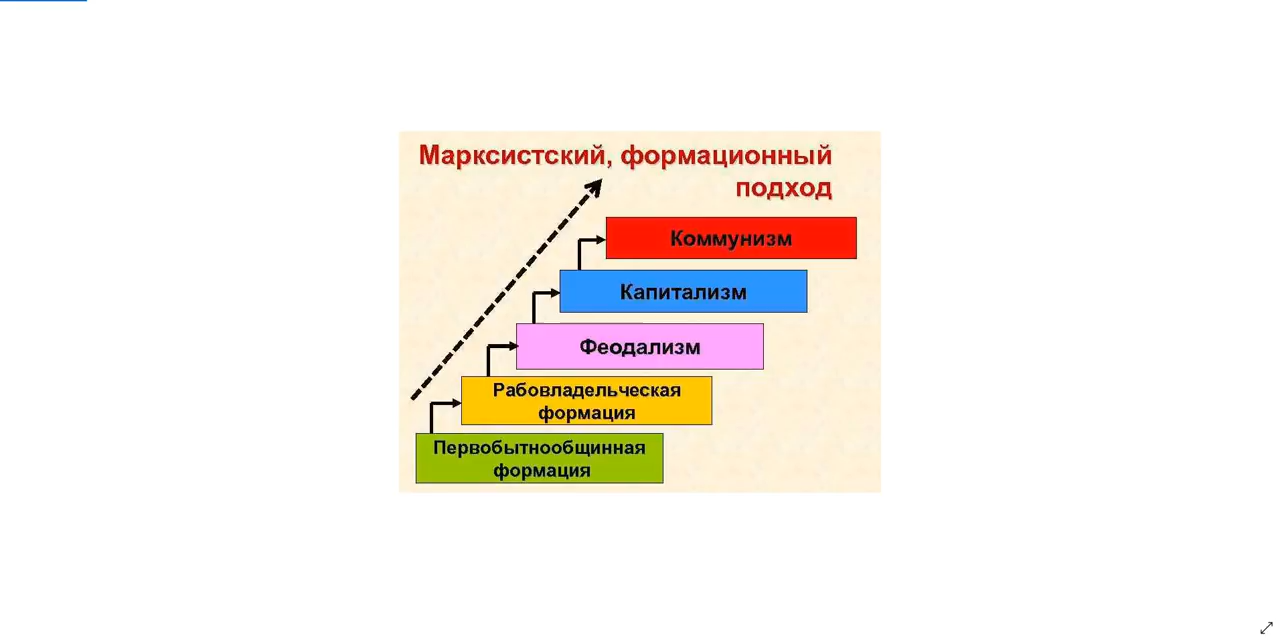 Марксистский, формационный
подход
Коммунизм
Капитализм
Феодализм
Рабовладельческая
формация
Первобытнообщинная
формация